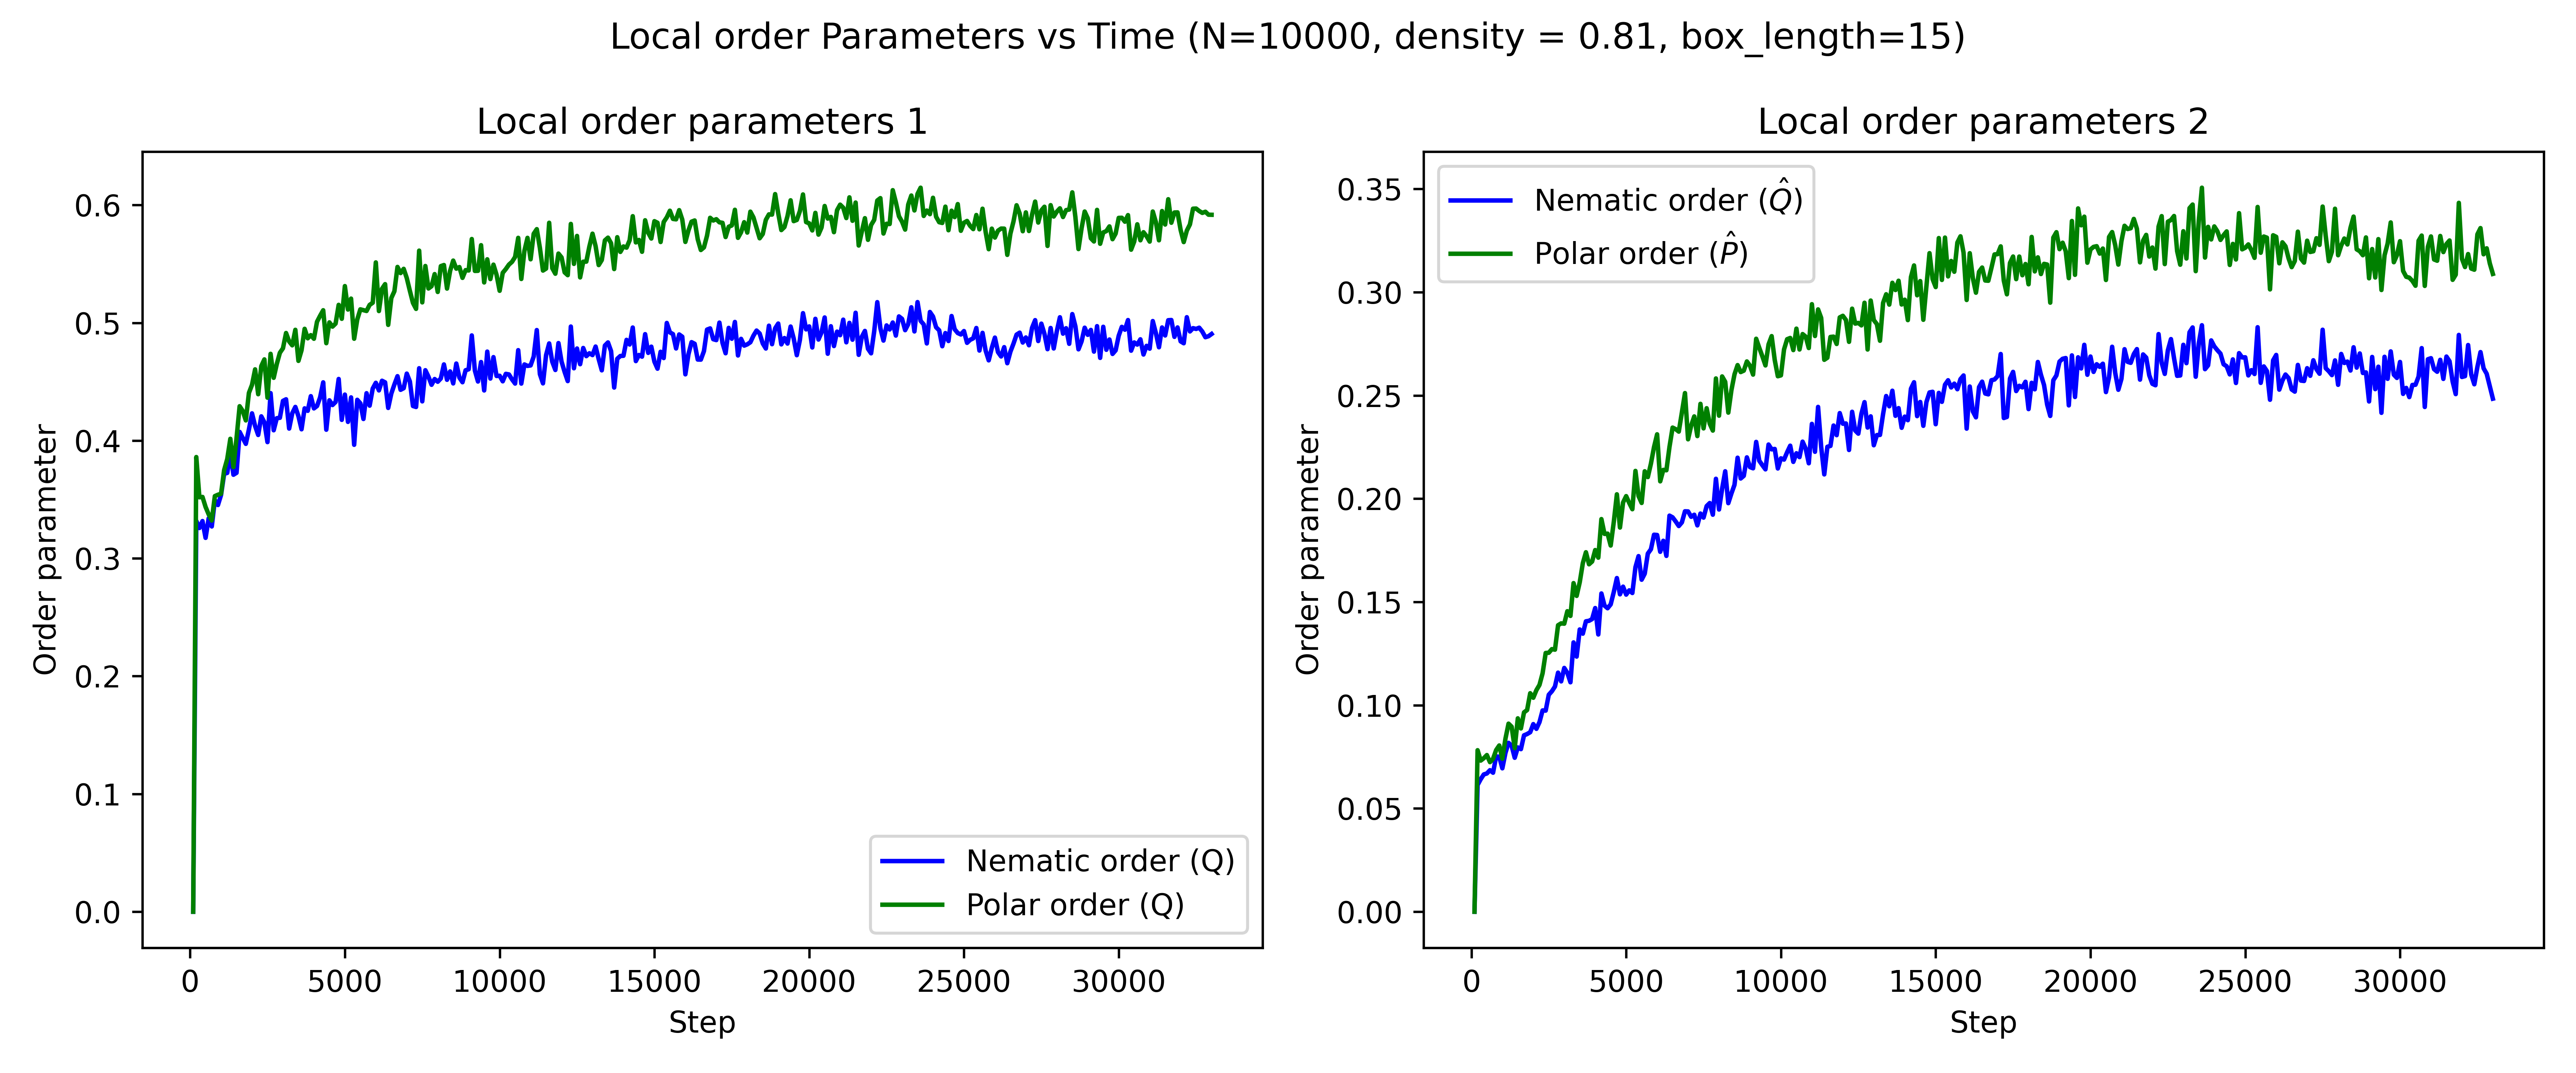 Local order Parameters vs Time (N=10000, density = 0.81, box_length=15)
Local order parameters 1
Order parameter
0.6
0.5
0.4
0.3
0.2
0.1
0.0
Nematic order (Q)
Polar order (Q)
0 5000 10000 15000 20000 25000 30000
Step
Local order parameters 2
Order parameter
0.35
0.30
0.25
0.20
0.15
0.10
0.05
0.00
Nematic order (Q̂)
Polar order (P̂)
0 5000 10000 15000 20000 25000 30000
Step